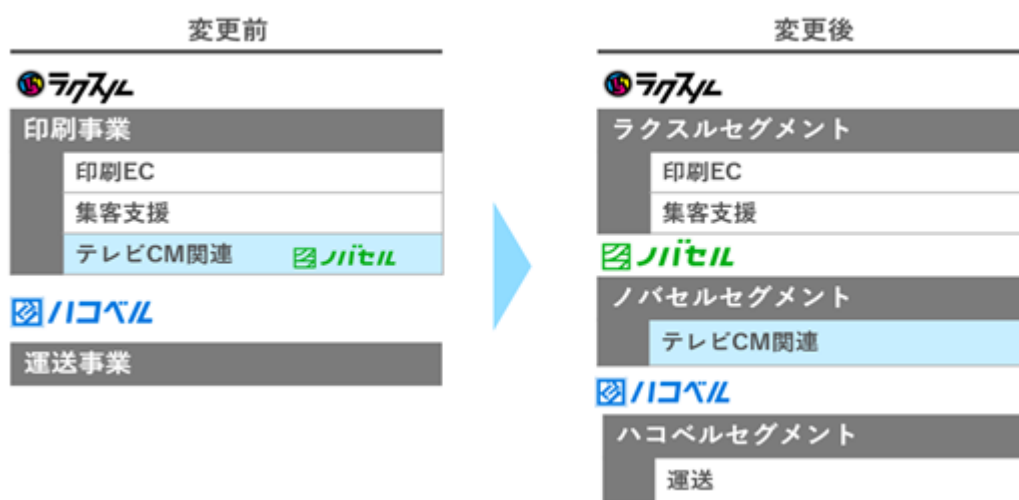 変更前
ラクスル
印刷事業
印刷EC
集客支援
テレビCM関連 ノバセル
ハコベル
運送事業
変更後
ラクスル
ラクスルセグメント
印刷EC
集客支援
ノバセル
ノバセルセグメント
テレビCM関連
ハコベル
ハコベルセグメント
運送